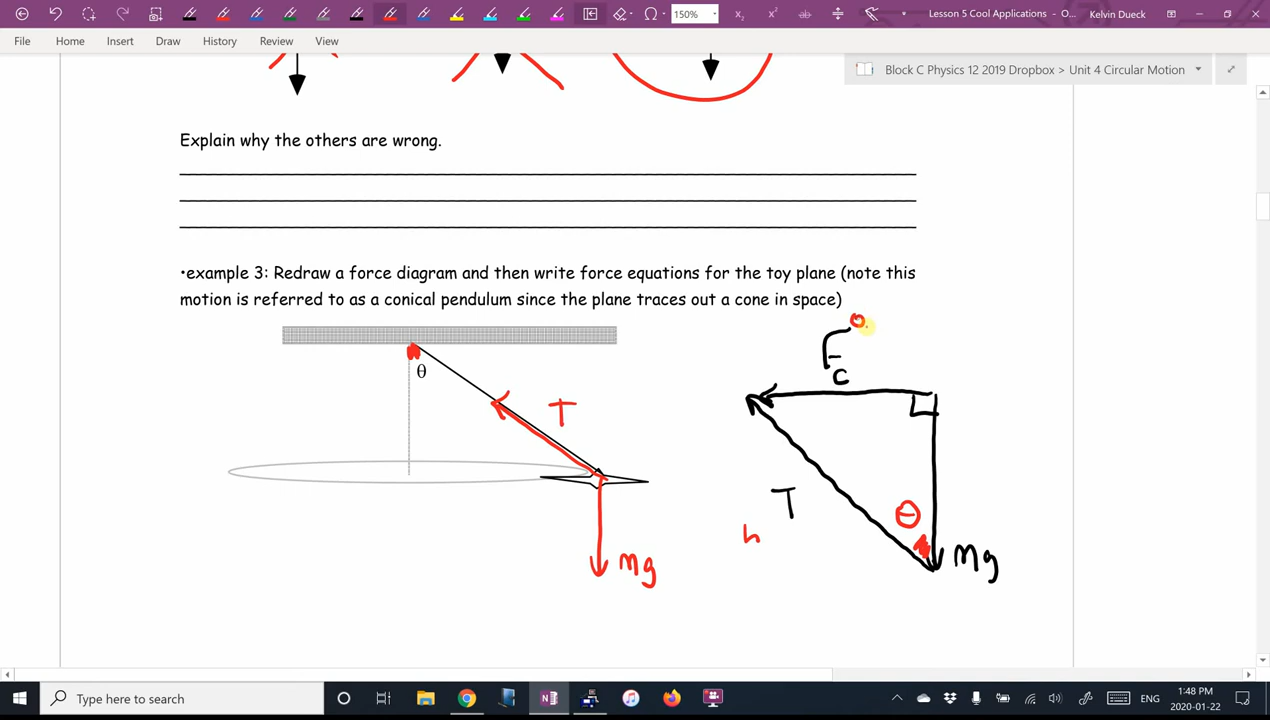 150%
Lesson 5 Cool Applications - O...
Kelvin Dueck
File Home Insert Draw History Review View
Block C Physics 12 2019 Dropbox > Unit 4 Circular Motion
Explain why the others are wrong.
•example 3: Redraw a force diagram and then write force equations for the toy plane (note this
motion is referred to as a conical pendulum since the plane traces out a cone in space)
θ
T
mg
o
Fc
T
θ
h
mg
Type here to search
ENG
1:48 PM
2020-01-22